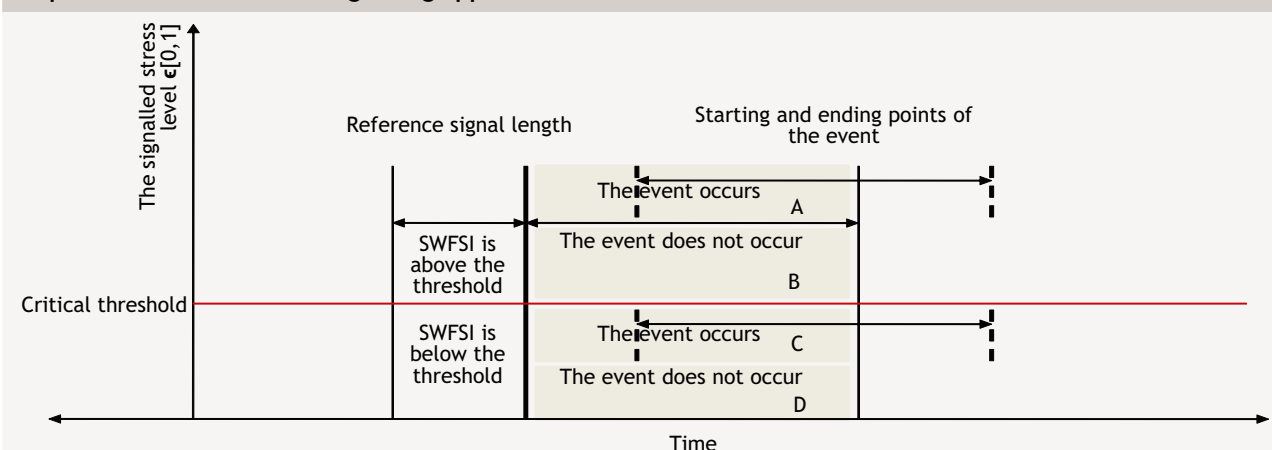 The signalled stress
level ϵ[0,1]
Reference signal length
Starting and ending points of
the event
The event occurs
A
SWFSI is
above the
threshold
The event does not occur
B
Critical threshold
SWFSI is
below the
threshold
The event occurs
C
The event does not occur
D
Time